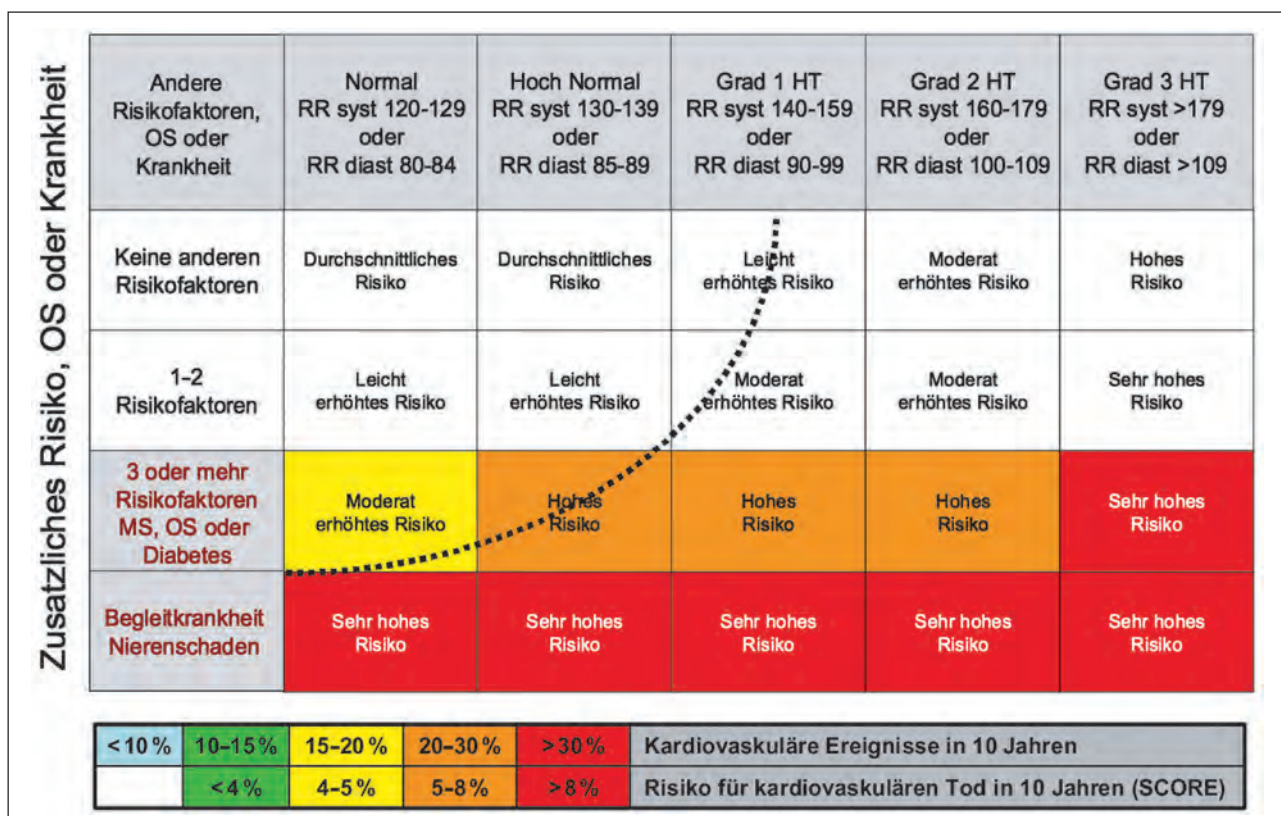 Zusatzliches Risiko, OS oder Krankheit
Andere
Risikofaktoren,
OS oder
Krankheit
Normal
RR syst 120-129
oder
RR diast 80-84
Hoch Normal
RR syst 130-139
oder
RR diast 85-89
Grad 1 HT
RR syst 140-159
oder
RR diast 90-99
Grad 2 HT
RR syst 160-179
oder
RR diast 100-109
Grad 3 HT
RR syst >179
oder
RR diast >109
Keine anderen
Risikofaktoren
Durchschnittliches
Risiko
Durchschnittliches
Risiko
Leicht
erhöhtes Risiko
Moderat
erhöhtes Risiko
Hohes
Risiko
1–2
Risikofaktoren
Leicht
erhöhtes Risiko
Leicht
erhöhtes Risiko
Moderat
erhöhtes Risiko
Moderat
erhöhtes Risiko
Sehr hohes
Risiko
3 oder mehr
Risikofaktoren
MS, OS oder
Diabetes
Moderat
erhöhtes Risiko
Hohes
Risiko
Hohes
Risiko
Hohes
Risiko
Sehr hohes
Risiko
Begleitkrankheit
Nierenschaden
Sehr hohes
Risiko
Sehr hohes
Risiko
Sehr hohes
Risiko
Sehr hohes
Risiko
Sehr hohes
Risiko
<10% 10–15% 15–20% 20–30% >30% Kardiovaskuläre Ereignisse in 10 Jahren
<4% 4–5% 5–8% >8% Risiko für kardiovaskulären Tod in 10 Jahren (SCORE)